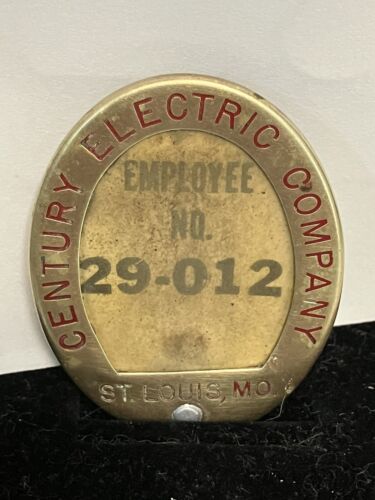 CENTURY ELECTRIC COMPANY
EMPLOYEE
NO.
29-012
ST. LOUIS, MO.